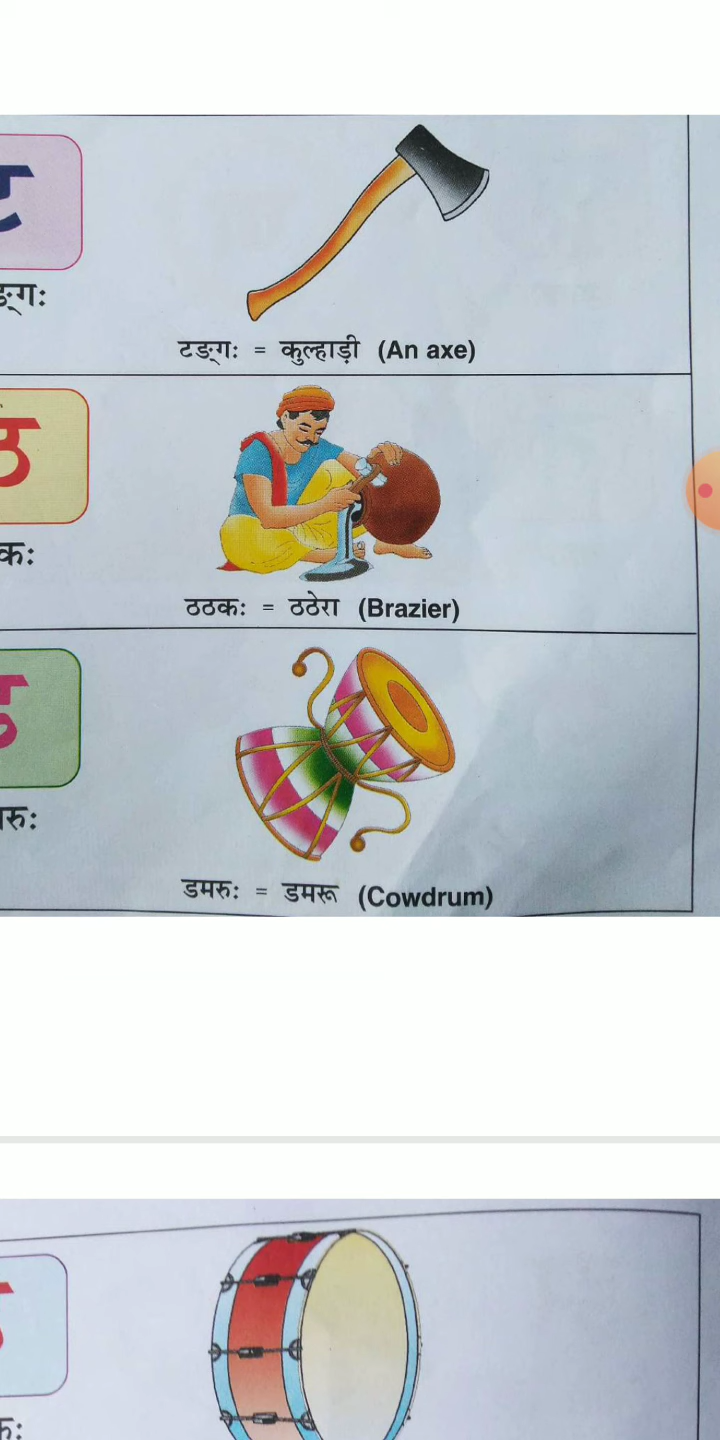 ट
ङ्गः
टङ्गः = कुल्हाड़ी (An axe)
ठ
कः
ठठकः = ठठेरा (Brazier)
रुः
डमरुः = डमरू (Cowdrum)